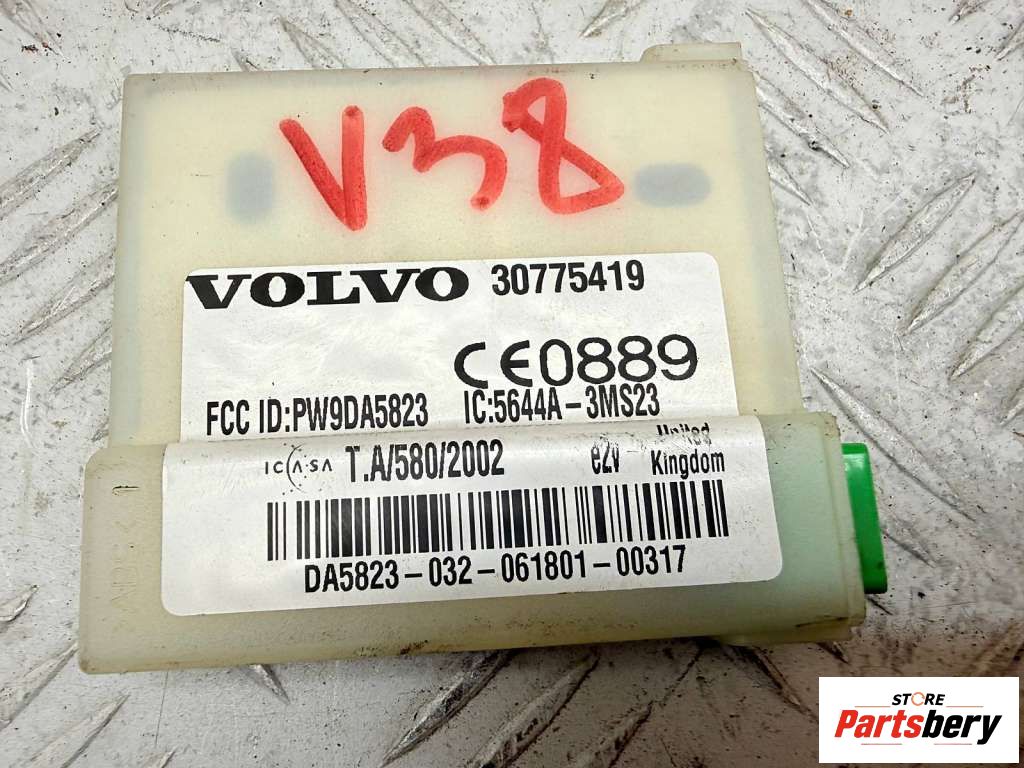 V38
VOLVO 30775419
CE0889
FCC ID:PW9DA5823 IC:5644A-3MS23
ICASA T.A/580/2002 e2v United
Kingdom
DA5823-032-061801-00317
STORE
Partsbery